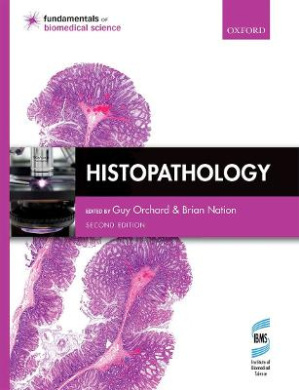 fundamentals of
biomedical science
OXFORD
HISTOPATHOLOGY
EDITED BY Guy Orchard & Brian Nation
SECOND EDITION
IBMS
Institute of
Biomedical
Science